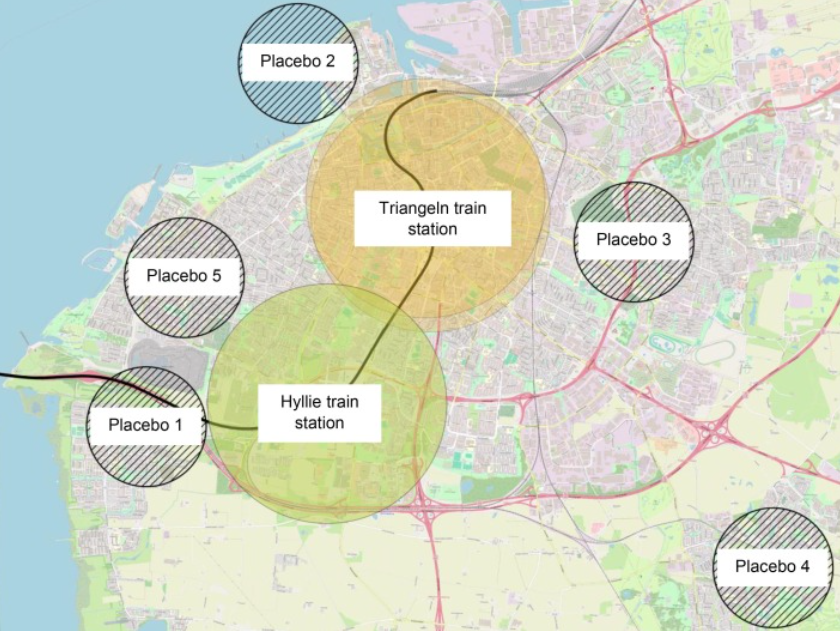 Placebo 2
Triangeln train
station
Placebo 3
Placebo 5
Hyllie train
station
Placebo 1
Placebo 4